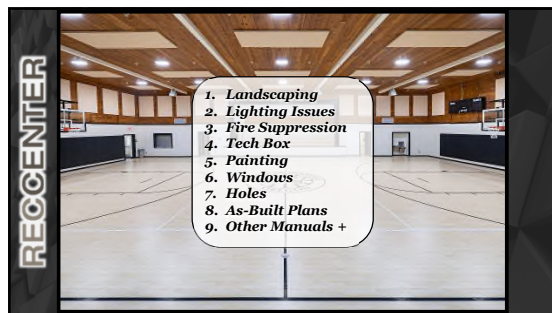 RECCENTER
1. Landscaping
2. Lighting Issues
3. Fire Suppression
4. Tech Box
5. Painting
6. Windows
7. Holes
8. As-Built Plans
9. Other Manuals +